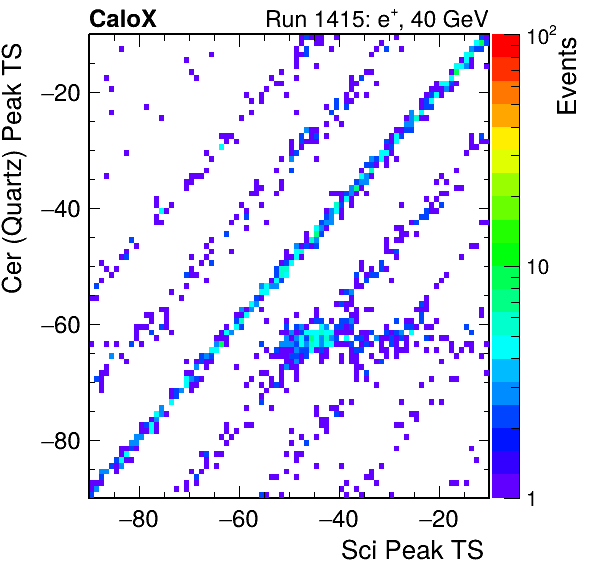 CaloX Run 1415: e⁺, 40 GeV
Cer (Quartz) Peak TS
−20
−40
−60
−80
−80 −60 −40 −20
Sci Peak TS
10²
10
1
Events